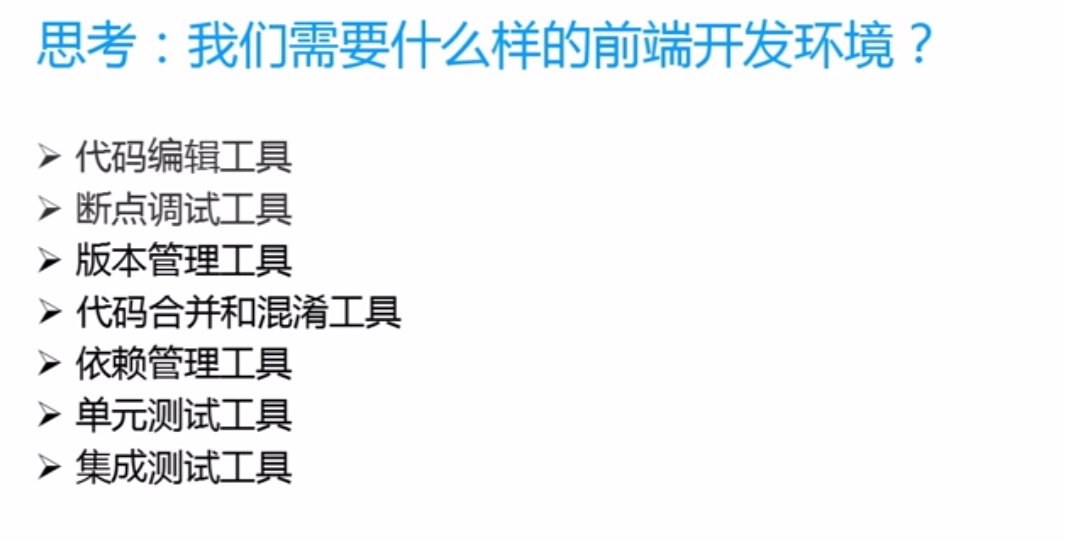 思考：我们需要什么样的前端开发环境？
➢ 代码编辑工具
➢ 断点调试工具
➢ 版本管理工具
➢ 代码合并和混淆工具
➢ 依赖管理工具
➢ 单元测试工具
➢ 集成测试工具